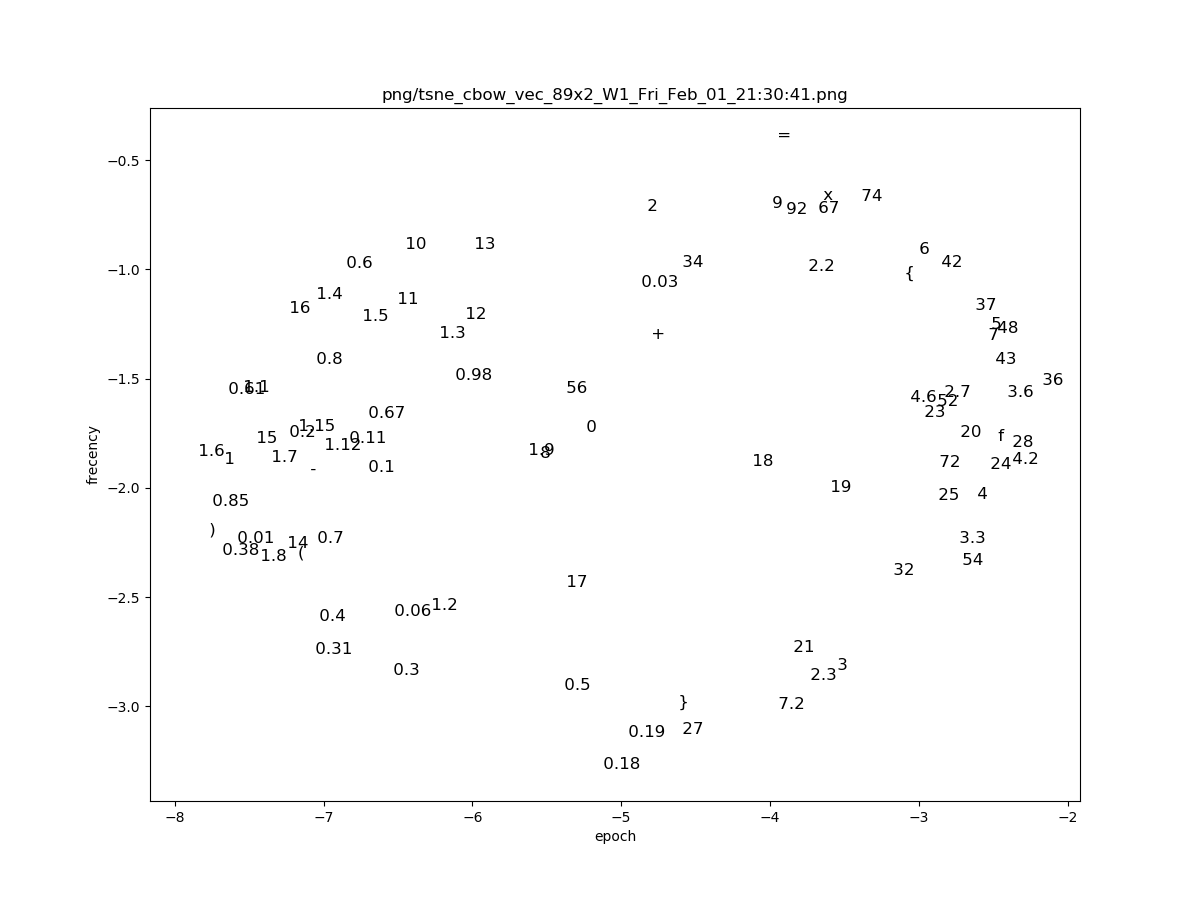 png/tsne_cbow_vec_89x2_W1_Fri_Feb_01_21:30:41.png
=
−0.5
x 74
2 9 92 67
10 13 6
0.6 34 2.2 42
−1.0 0.03 {
1.4 11 37
16 1.5 12 5 48
1.3 + 7
0.8 43
0.98 36
−1.5 0.61 1.1 56 4.6 2.7 3.6
52
0.67 23
1.15 0 20 f
15 0.2 0.11 28
1.6 1.12 1.9 8
1 1.7 18 72 24 4.2
- 0.1
−2.0 0.85 19 25 4
)
0.01 14 0.7 3.3
0.38 1.8 ( 54
32
17
−2.5 0.4 0.06 1.2
0.31 21
0.3 3
2.3
0.5
−3.0 } 7.2
0.19 27
0.18
−8 −7 −6 −5 −4 −3 −2
epoch
frecency